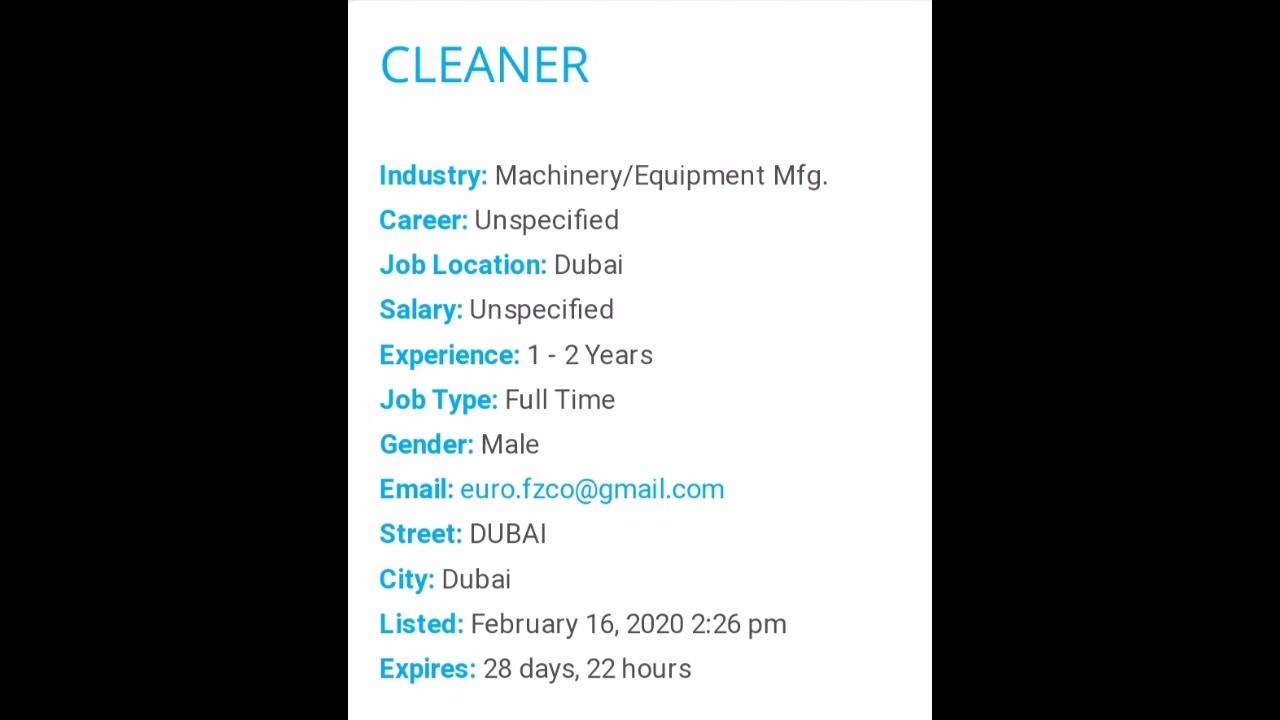 CLEANER
Industry: Machinery/Equipment Mfg.
Career: Unspecified
Job Location: Dubai
Salary: Unspecified
Experience: 1 - 2 Years
Job Type: Full Time
Gender: Male
Email: euro.fzco@gmail.com
Street: DUBAI
City: Dubai
Listed: February 16, 2020 2:26 pm
Expires: 28 days, 22 hours